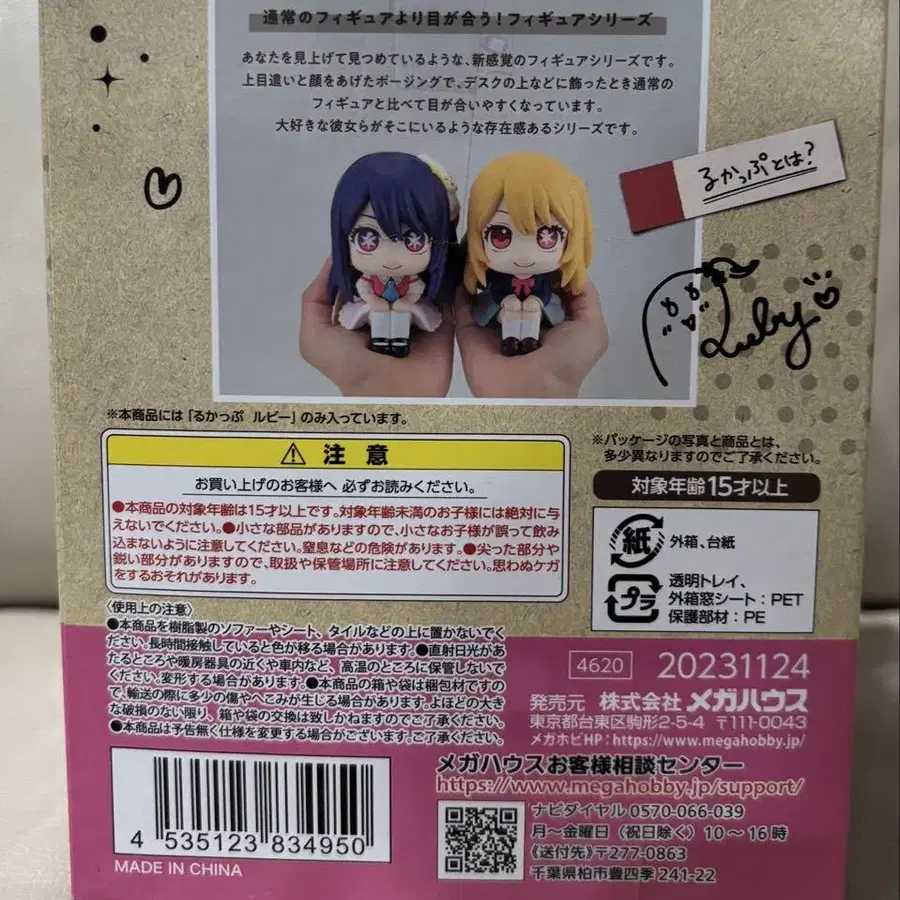 通常のフィギュアより目が合う！フィギュアシリーズ
あなたを見上げて見つめているような、新感覚のフィギュアシリーズです。
上目遣いと顔をあげたポージングで、デスクの上などに飾ったとき通常の
フィギュアと比べて目が合いやすくなっています。
大好きな彼女らがそこにいるような存在感あるシリーズです。
るかっぷとは?
Ruby
※本商品には「るかっぷ ルビー」のみ入っています。
⚠ 注意
お買い上げのお客様へ 必ずお読みください。
●本商品の対象年齢は15才以上です。対象年齢未満のお子様には絶対に与
えないでください。●小さな部品がありますので、小さなお子様が誤って飲み
込まないように注意してください。窒息などの危険があります。●尖った部分や
鋭い部分がありますので、取扱や保管場所に注意してください。思わぬケガ
をするおそれがあります。
※パッケージの写真と商品とは、
多少異なりますのでご了承ください。
対象年齢15才以上
紙 外箱、台紙
プラ 透明トレイ、
外箱窓シート：PET
保護部材：PE
〈使用上の注意〉
●本商品を樹脂製のソファーやシート、タイルなどの上に置かないでく
ださい。長時間接触していると色が移る場合があります。●直射日光があ
たるところや暖房器具の近くや車内など、高温のところに保管しないで
ください。変形する場合があります。●本商品の箱や袋は梱包材ですの
で、輸送の際に多少の傷やへこみが生じる場合があります。よほどの大き
な破損のない限り、箱や袋の交換は致しかねますのでご了承ください。
●本商品は予告無く仕様を変更する場合がございます。ご了承ください。
4620 20231124
発売元 株式会社メガハウス
東京都台東区駒形2-5-4 〒111-0043
メガホビHP：https://www.megahobby.jp/
メガハウスお客様相談センター
https://www.megahobby.jp/support/
ナビダイヤル 0570-066-039
月～金曜日（祝日除く）10～16時
《送付先》〒277-0863
千葉県柏市豊四季241-22
4 535123 834950
MADE IN CHINA